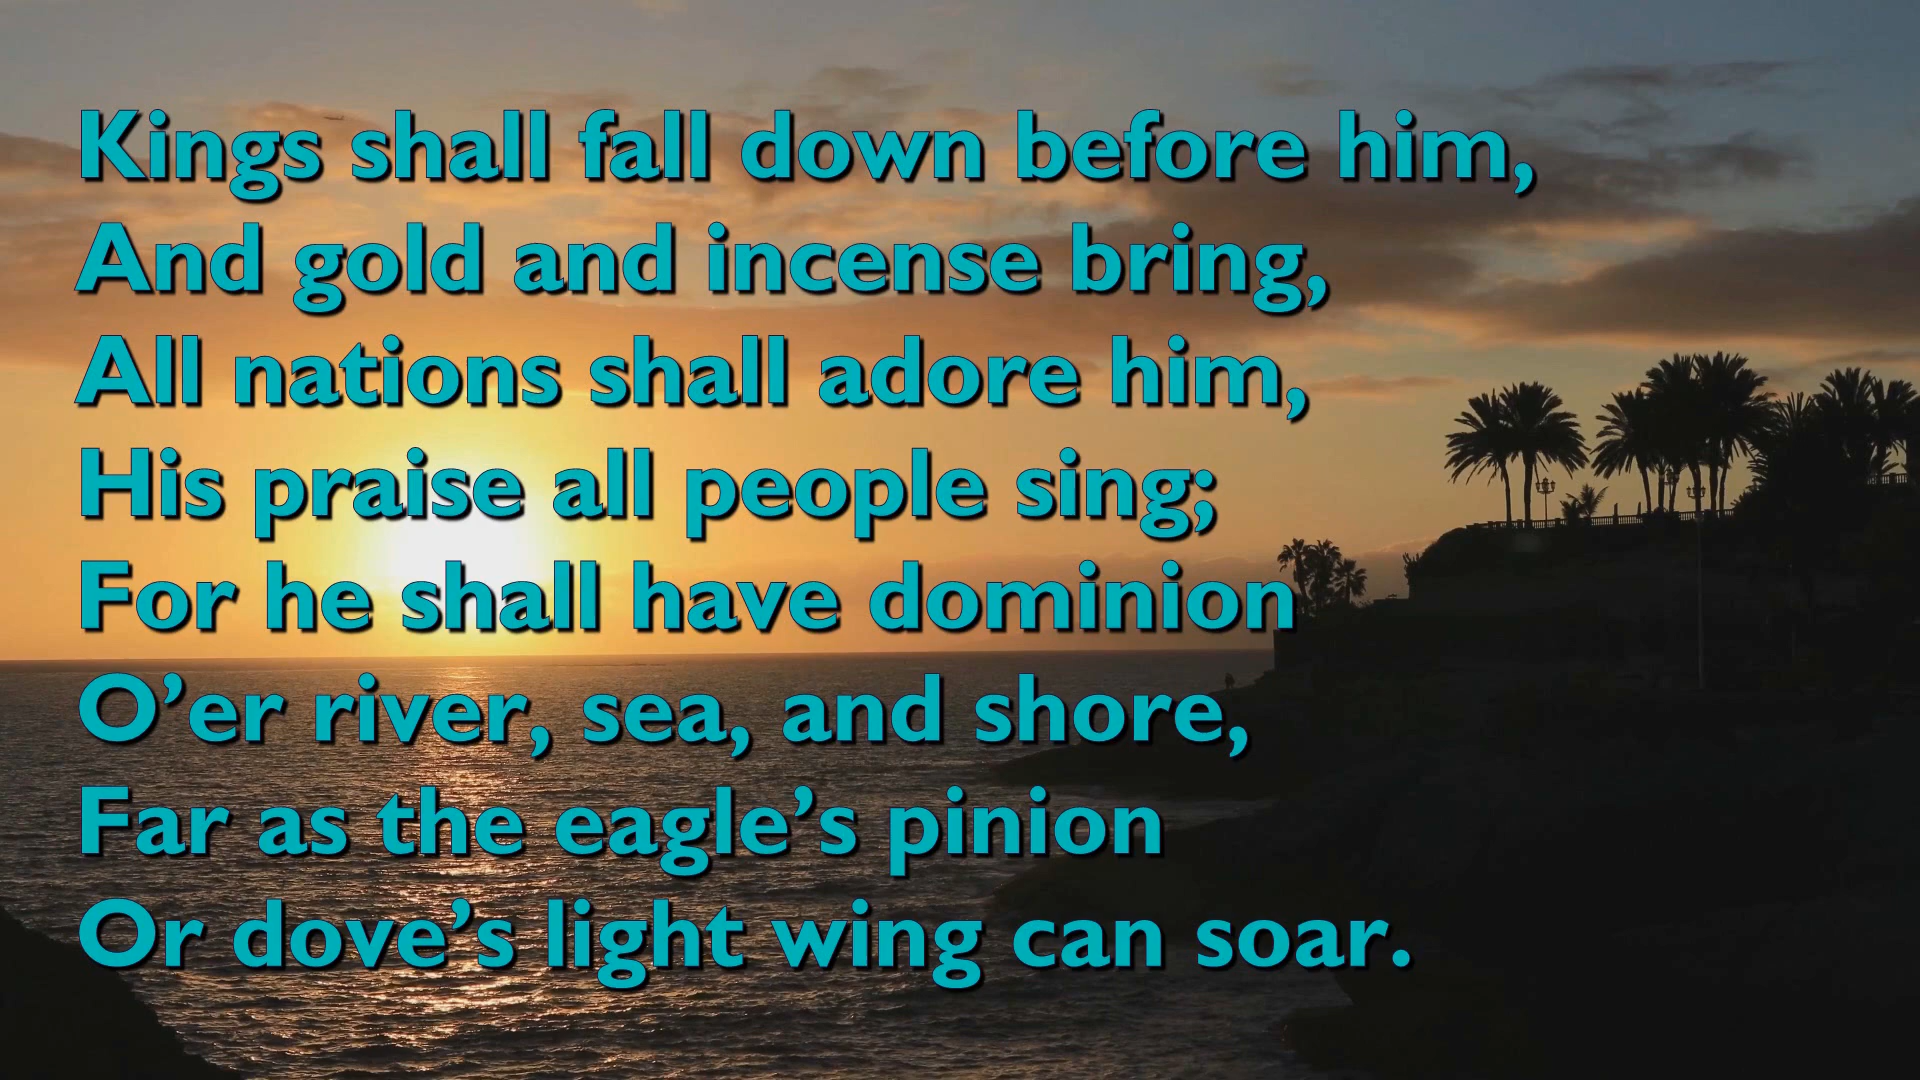 Kings shall fall down before him,
And gold and incense bring,
All nations shall adore him,
His praise all people sing;
For he shall have dominion
O’er river, sea, and shore,
Far as the eagle’s pinion
Or dove’s light wing can soar.